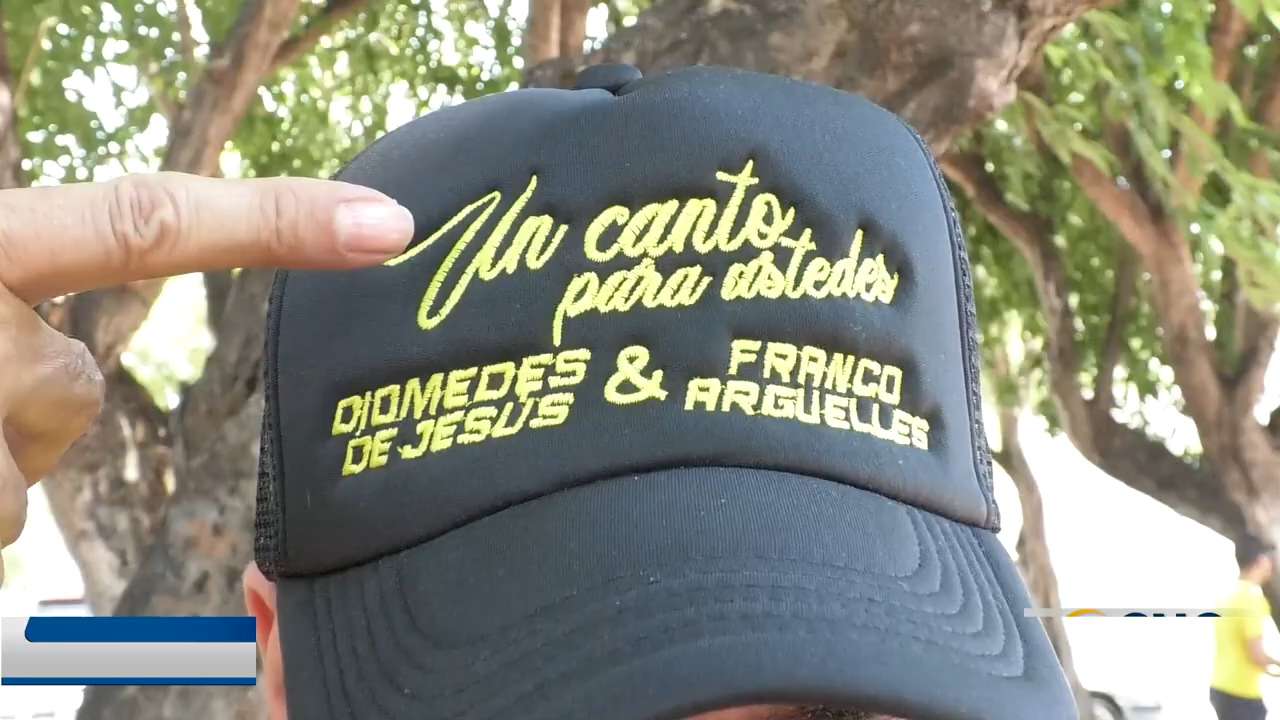 Un canto
para ustedes
DIOMEDES
DE JESUS
&
FRANCO
ARGUELLES